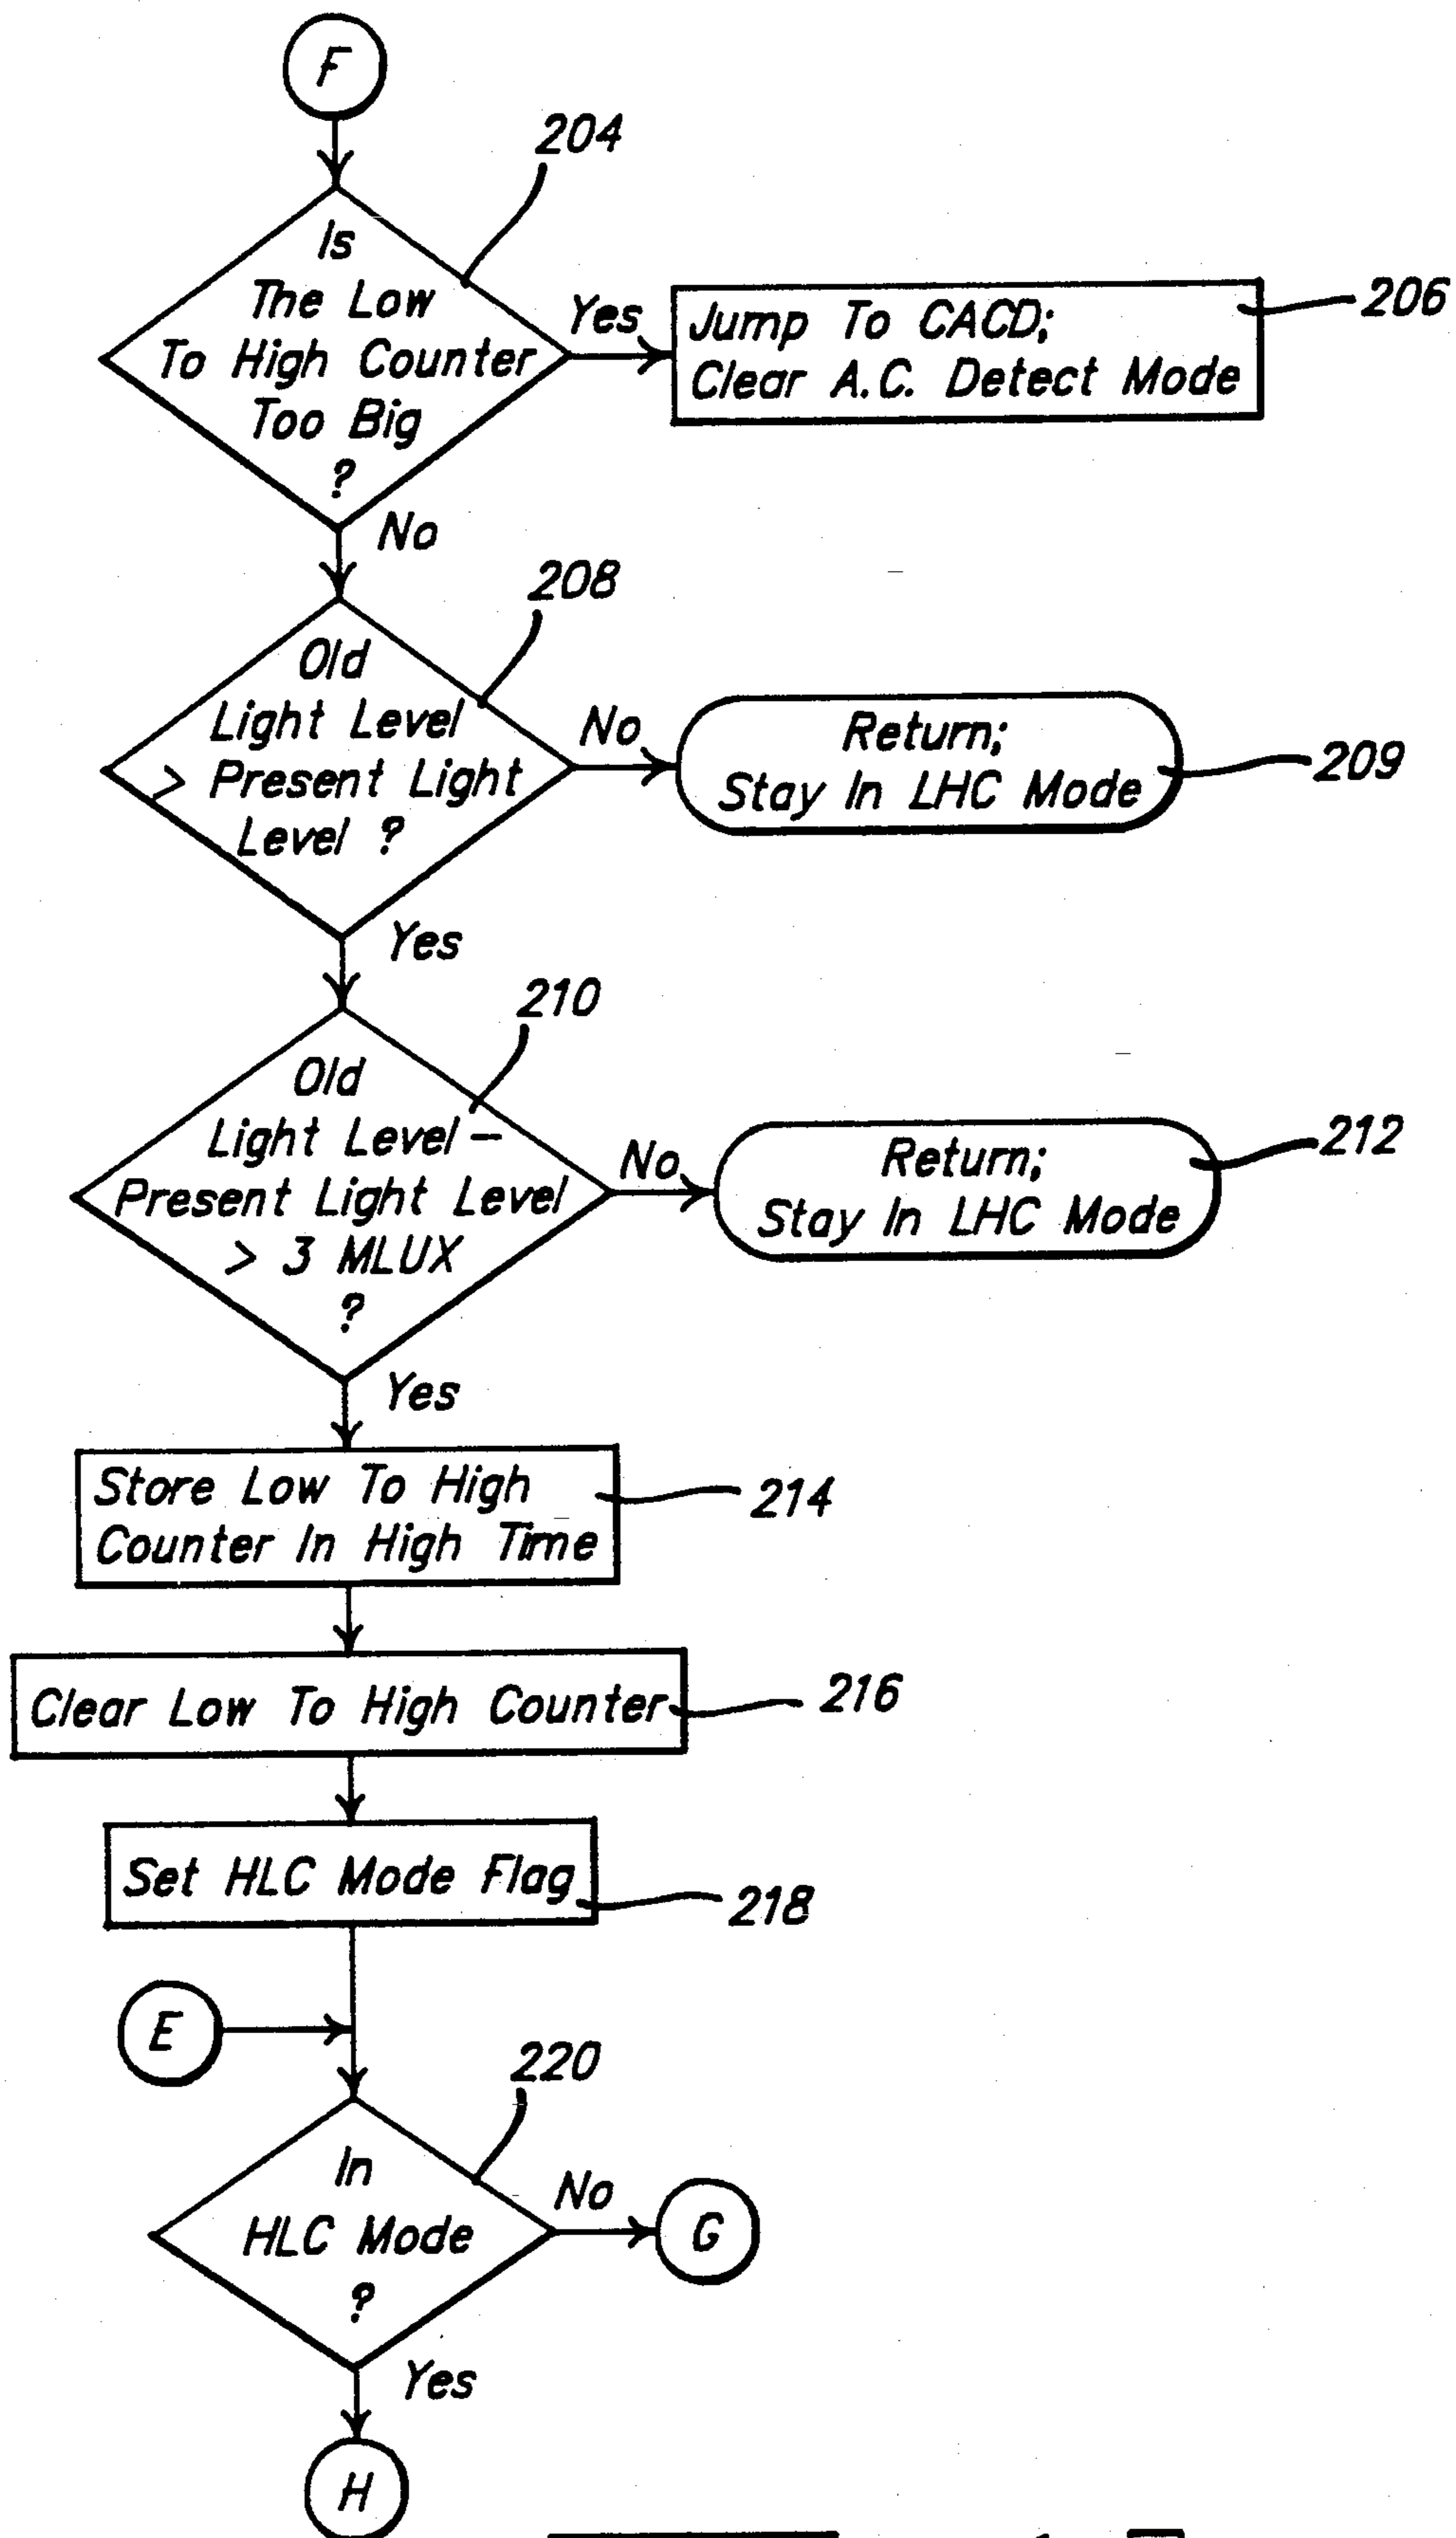 F
204
Is
The Low
To High Counter
Too Big
?
Yes
Jump To CACD;
Clear A.C. Detect Mode
206
No
208
Old
Light Level
> Present Light
Level ?
No
Return;
Stay In LHC Mode
209
Yes
210
Old
Light Level –
Present Light Level
> 3 MLUX
?
No
Return;
Stay In LHC Mode
212
Yes
Store Low To High
Counter In High Time
214
Clear Low To High Counter
216
Set HLC Mode Flag
218
E
220
In
HLC Mode
?
No
G
Yes
H